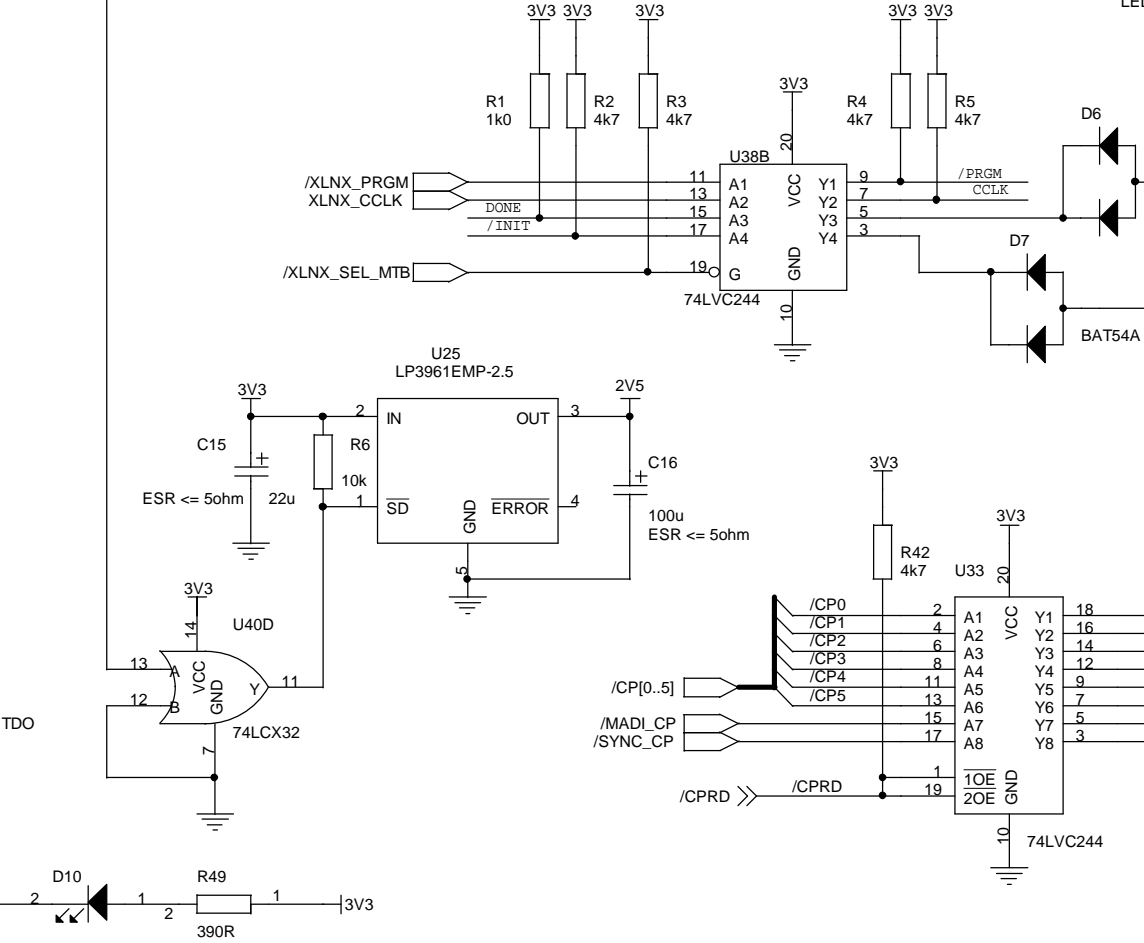 LED
3V3 3V3 3V3 3V3 3V3
3V3
R1
1k0
R2
4k7
R3
4k7
R4
4k7
R5
4k7
D6
20
U38B
/XLNX_PRGM
XLNX_CCLK
DONE
/INIT
/XLNX_SEL_MTB
11 A1 VCC Y1 9 /PRGM
13 A2 Y2 7 CCLK
15 A3 Y3 5
17 A4 Y4 3
19 G GND
74LVC244
10
D7
BAT54A
U25
LP3961EMP-2.5
3V3
2V5
2 IN OUT 3
C15
R6
10k
ESR <= 5ohm 22u
1 SD GND ERROR 4
5
+
+
C16
100u
ESR <= 5ohm
3V3
U40D
14
13 A VCC
GND Y 11
12 B
74LCX32
7
TDO
3V3
R42
4k7
3V3
U33
20
/CP[0..5]
/CP0 2 A1 VCC Y1 18
/CP1 4 A2 Y2 16
/CP2 6 A3 Y3 14
/CP3 8 A4 Y4 12
/CP4 11 A5 Y5 9
/CP5 13 A6 Y6 7
/MADI_CP 15 A7 Y7 5
/SYNC_CP 17 A8 Y8 3
1 1OE GND
/CPRD /CPRD 19 2OE
10
74LVC244
D10
R49
2 1 2 1 3V3
390R